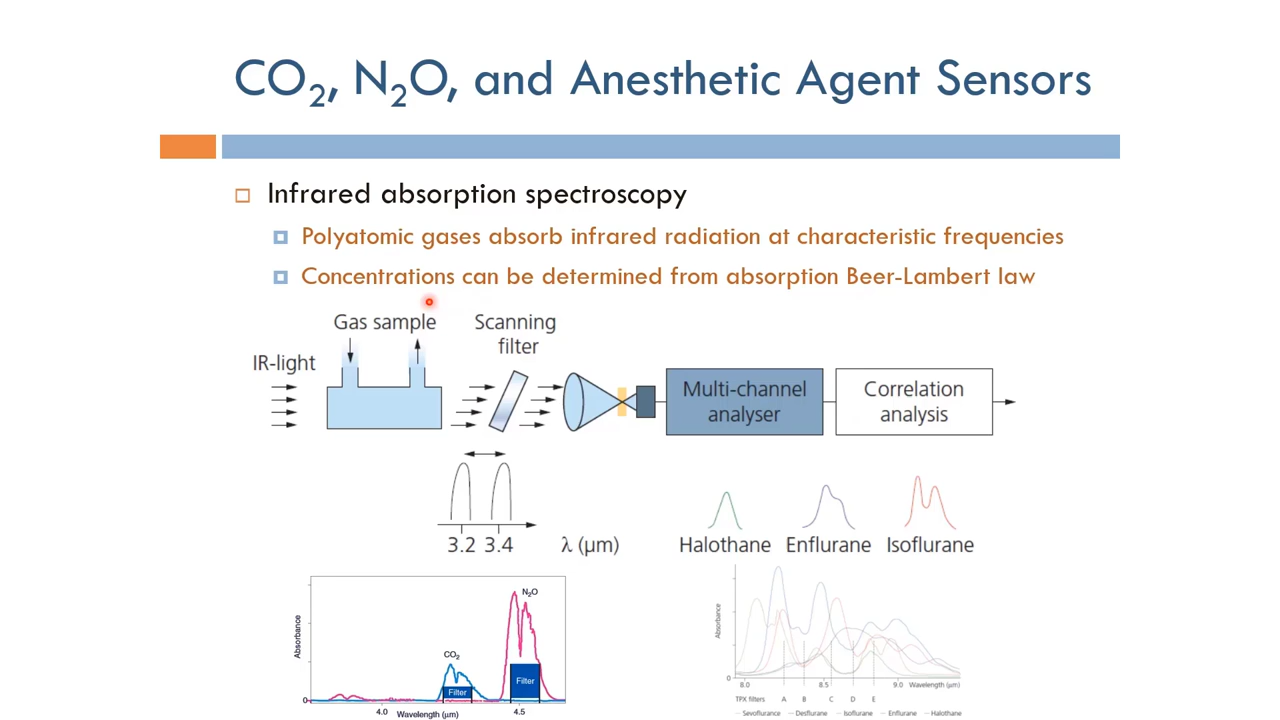 CO₂, N₂O, and Anesthetic Agent Sensors
Infrared absorption spectroscopy
Polyatomic gases absorb infrared radiation at characteristic frequencies
Concentrations can be determined from absorption Beer-Lambert law
Gas sample
Scanning
filter
IR-light
Multi-channel
analyser
Correlation
analysis
3.2 3.4 λ (μm)
Halothane Enflurane Isoflurane
Absorbance
N₂O
CO₂
Filter
Filter
0
4.0 4.5
Wavelength (μm)
Absorbance
0
8.0 8.5 9.0 Wavelength (μm)
TPX filters A B C D E
Sevoflurance Desflurane Isoflurane Enflurane Halothane